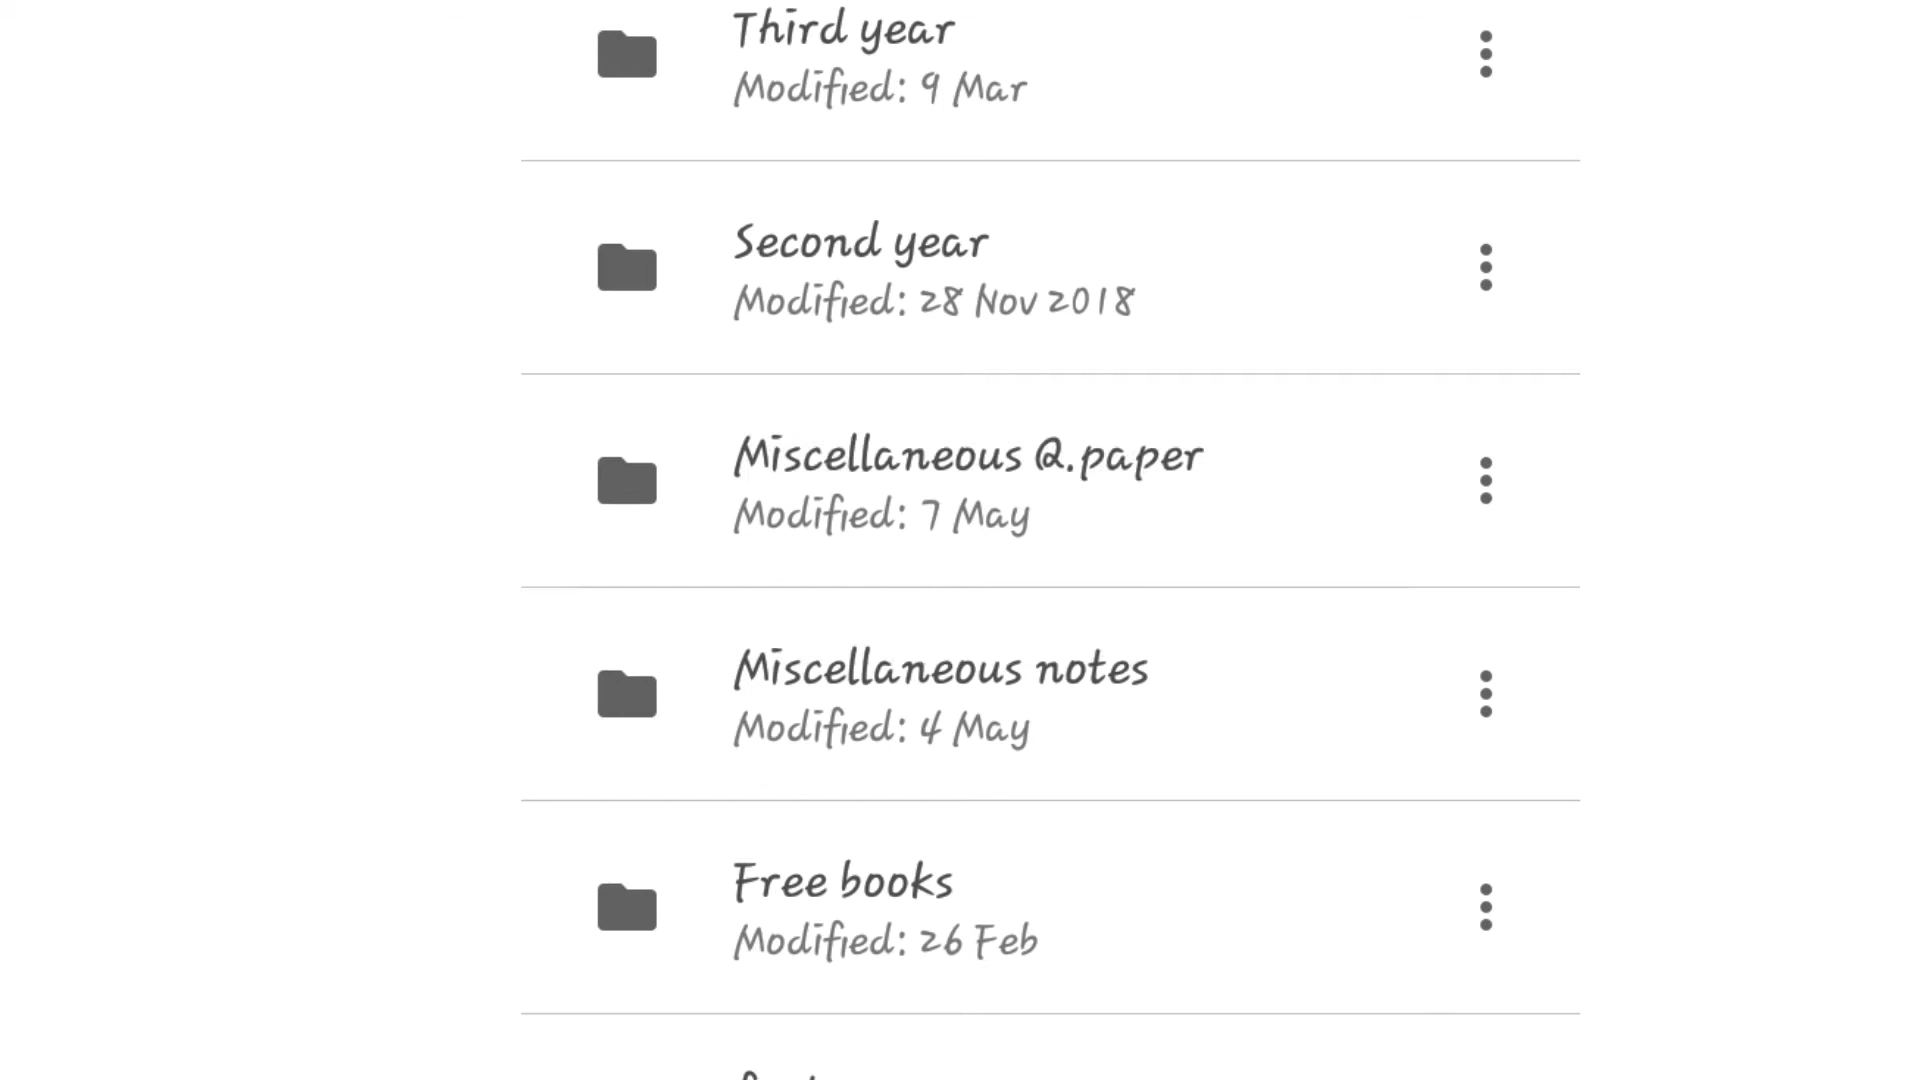 Third year
Modified: 9 Mar
Second year
Modified: 28 Nov 2018
Miscellaneous Q.paper
Modified: 7 May
Miscellaneous notes
Modified: 4 May
Free books
Modified: 26 Feb